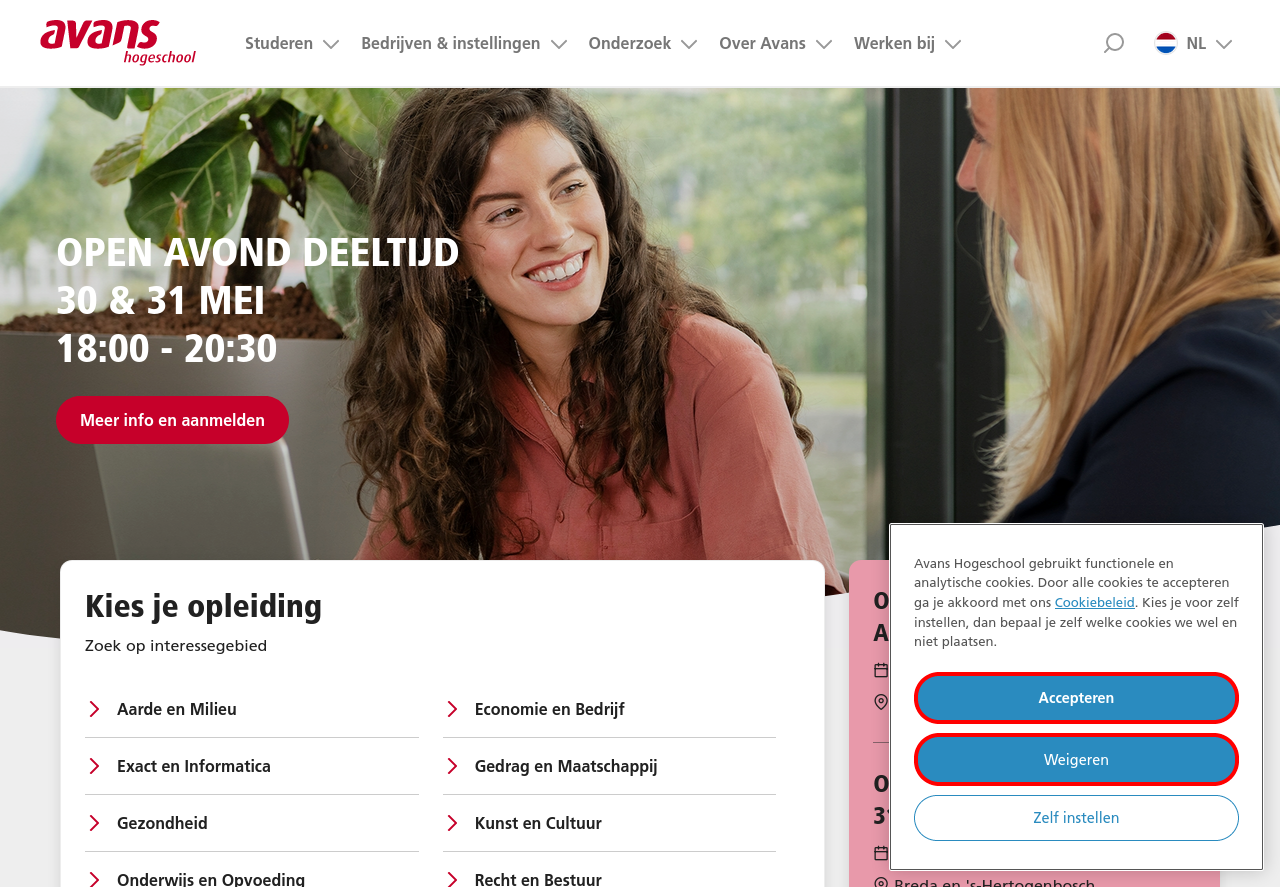 avans
hogeschool
Studeren
Bedrijven & instellingen
Onderzoek
Over Avans
Werken bij
NL
OPEN AVOND DEELTIJD
30 & 31 MEI
18:00 - 20:30
Meer info en aanmelden
Kies je opleiding
Zoek op interessegebied
Aarde en Milieu
Economie en Bedrijf
Exact en Informatica
Gedrag en Maatschappij
Gezondheid
Kunst en Cultuur
Onderwijs en Opvoeding
Recht en Bestuur
Breda en 's-Hertogenbosch
Avans Hogeschool gebruikt functionele en
analytische cookies. Door alle cookies te accepteren
ga je akkoord met ons Cookiebeleid. Kies je voor zelf
instellen, dan bepaal je zelf welke cookies we wel en
niet plaatsen.
Accepteren
Weigeren
Zelf instellen